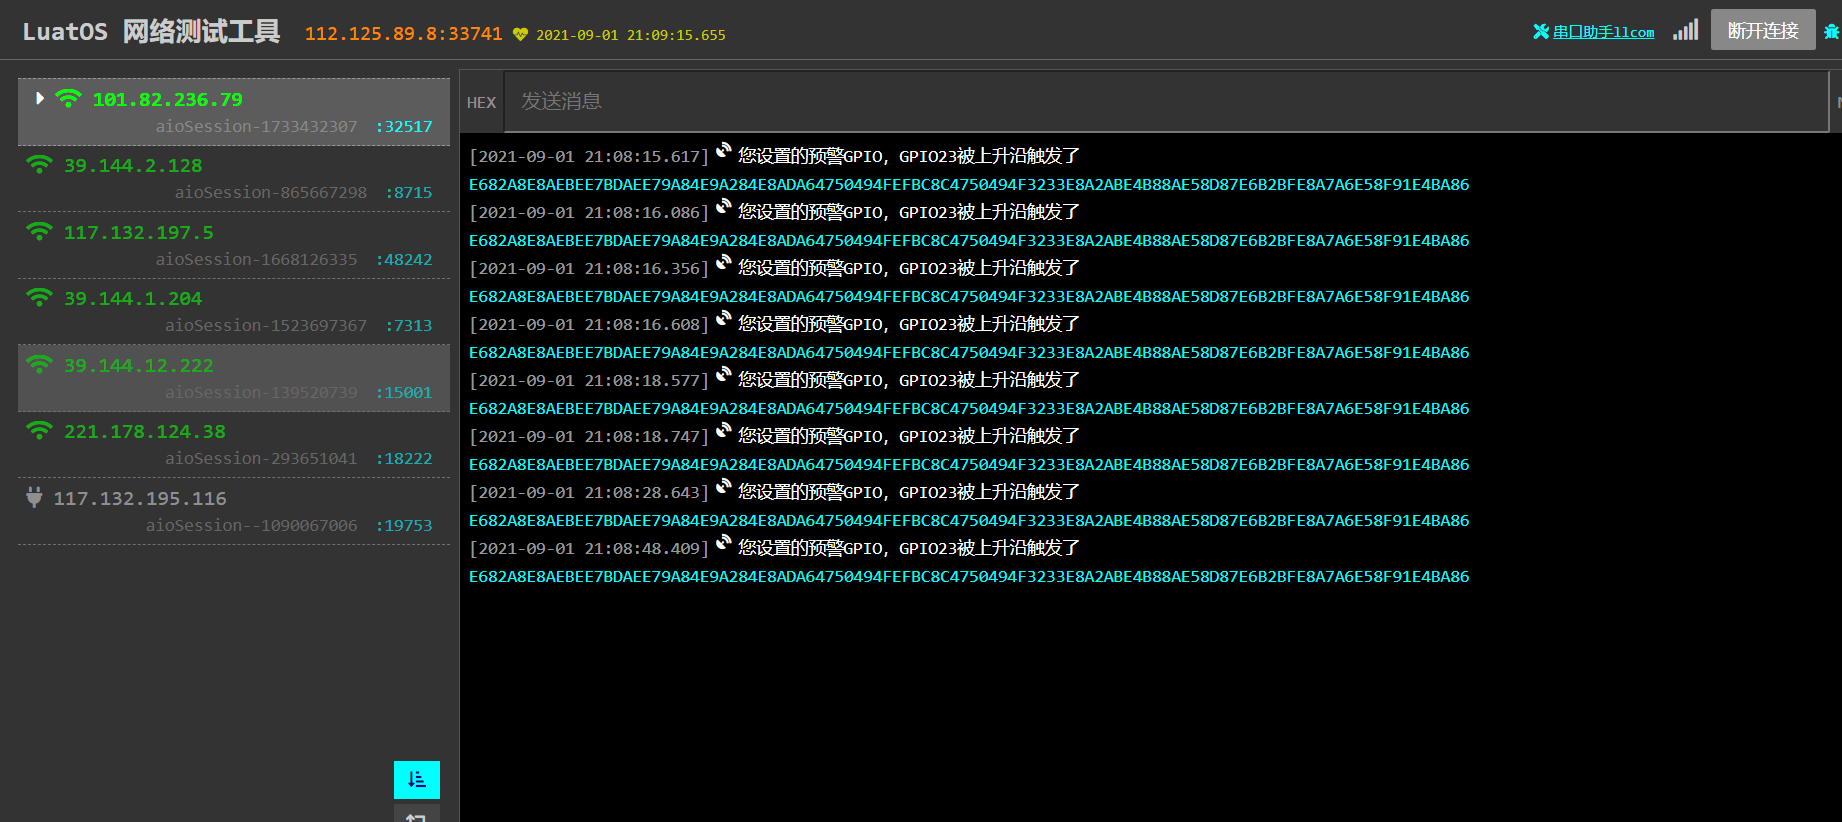 LuatOS 网络测试工具 112.125.89.8:33741 2021-09-01 21:09:15.655 串口助手llcom 断开连接
101.82.236.79
aioSession-1733432307 :32517
39.144.2.128
aioSession-865667298 :8715
117.132.197.5
aioSession-1668126335 :48242
39.144.1.204
aioSession-1523697367 :7313
39.144.12.222
aioSession-139520739 :15001
221.178.124.38
aioSession-293651041 :18222
117.132.195.116
aioSession--1090067006 :19753
HEX 发送消息
[2021-09-01 21:08:15.617] 您设置的预警GPIO，GPIO23被上升沿触发了
E682A8E8AEBEE7BDAEE79A84E9A284E8ADA64750494FEFBC8C4750494F3233E8A2ABE4B88AE58D87E6B2BFE8A7A6E58F91E4BA86
[2021-09-01 21:08:16.086] 您设置的预警GPIO，GPIO23被上升沿触发了
E682A8E8AEBEE7BDAEE79A84E9A284E8ADA64750494FEFBC8C4750494F3233E8A2ABE4B88AE58D87E6B2BFE8A7A6E58F91E4BA86
[2021-09-01 21:08:16.356] 您设置的预警GPIO，GPIO23被上升沿触发了
E682A8E8AEBEE7BDAEE79A84E9A284E8ADA64750494FEFBC8C4750494F3233E8A2ABE4B88AE58D87E6B2BFE8A7A6E58F91E4BA86
[2021-09-01 21:08:16.608] 您设置的预警GPIO，GPIO23被上升沿触发了
E682A8E8AEBEE7BDAEE79A84E9A284E8ADA64750494FEFBC8C4750494F3233E8A2ABE4B88AE58D87E6B2BFE8A7A6E58F91E4BA86
[2021-09-01 21:08:18.577] 您设置的预警GPIO，GPIO23被上升沿触发了
E682A8E8AEBEE7BDAEE79A84E9A284E8ADA64750494FEFBC8C4750494F3233E8A2ABE4B88AE58D87E6B2BFE8A7A6E58F91E4BA86
[2021-09-01 21:08:18.747] 您设置的预警GPIO，GPIO23被上升沿触发了
E682A8E8AEBEE7BDAEE79A84E9A284E8ADA64750494FEFBC8C4750494F3233E8A2ABE4B88AE58D87E6B2BFE8A7A6E58F91E4BA86
[2021-09-01 21:08:28.643] 您设置的预警GPIO，GPIO23被上升沿触发了
E682A8E8AEBEE7BDAEE79A84E9A284E8ADA64750494FEFBC8C4750494F3233E8A2ABE4B88AE58D87E6B2BFE8A7A6E58F91E4BA86
[2021-09-01 21:08:48.409] 您设置的预警GPIO，GPIO23被上升沿触发了
E682A8E8AEBEE7BDAEE79A84E9A284E8ADA64750494FEFBC8C4750494F3233E8A2ABE4B88AE58D87E6B2BFE8A7A6E58F91E4BA86